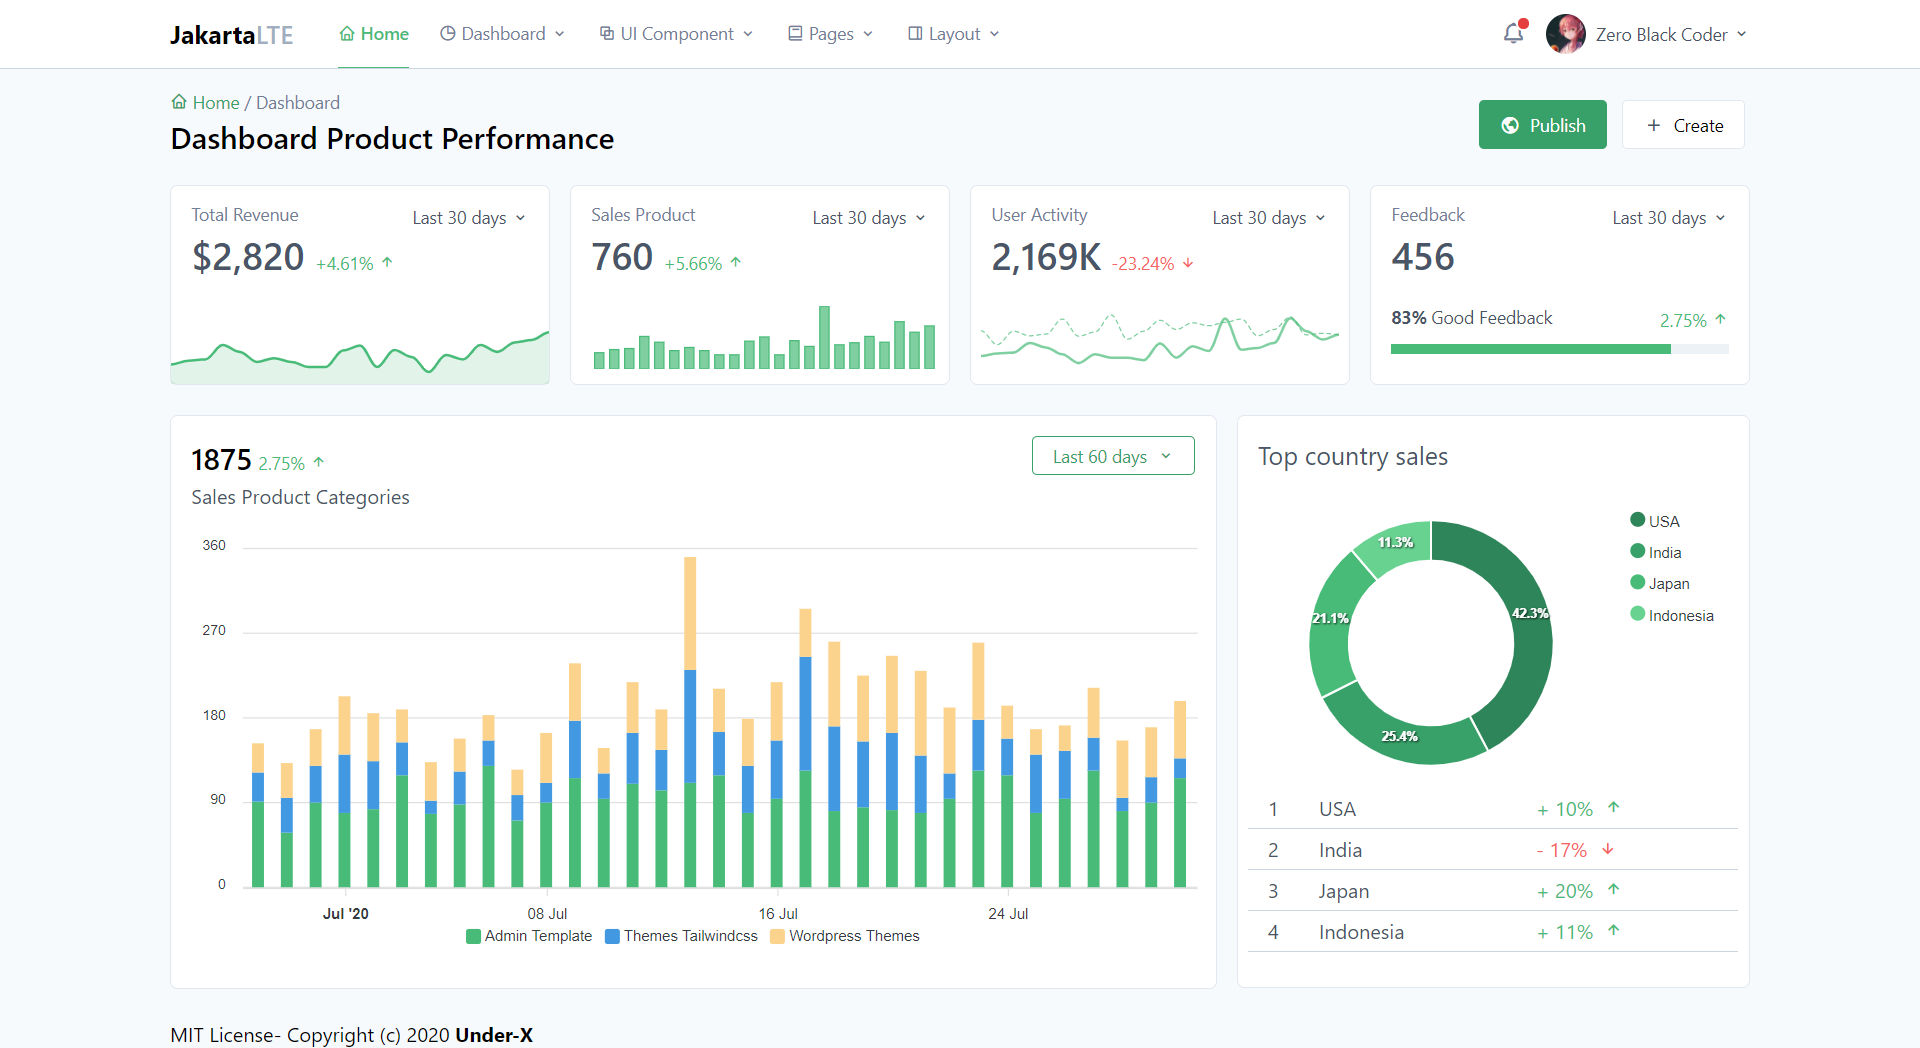 JakartaLTE
Home
Dashboard
UI Component
Pages
Layout
Zero Black Coder
Home / Dashboard
Dashboard Product Performance
Publish
+ Create
Total Revenue
Last 30 days
$2,820 +4.61%
Sales Product
Last 30 days
760 +5.66%
User Activity
Last 30 days
2,169K -23.24%
Feedback
Last 30 days
456
83% Good Feedback
2.75%
1875 2.75%
Last 60 days
Sales Product Categories
360
270
180
90
0
Jul '20
08 Jul
16 Jul
24 Jul
Admin Template
Themes Tailwindcss
Wordpress Themes
Top country sales
11.3%
42.3%
21.1%
25.4%
USA
India
Japan
Indonesia
1 USA + 10%
2 India - 17%
3 Japan + 20%
4 Indonesia + 11%
MIT License- Copyright (c) 2020 Under-X